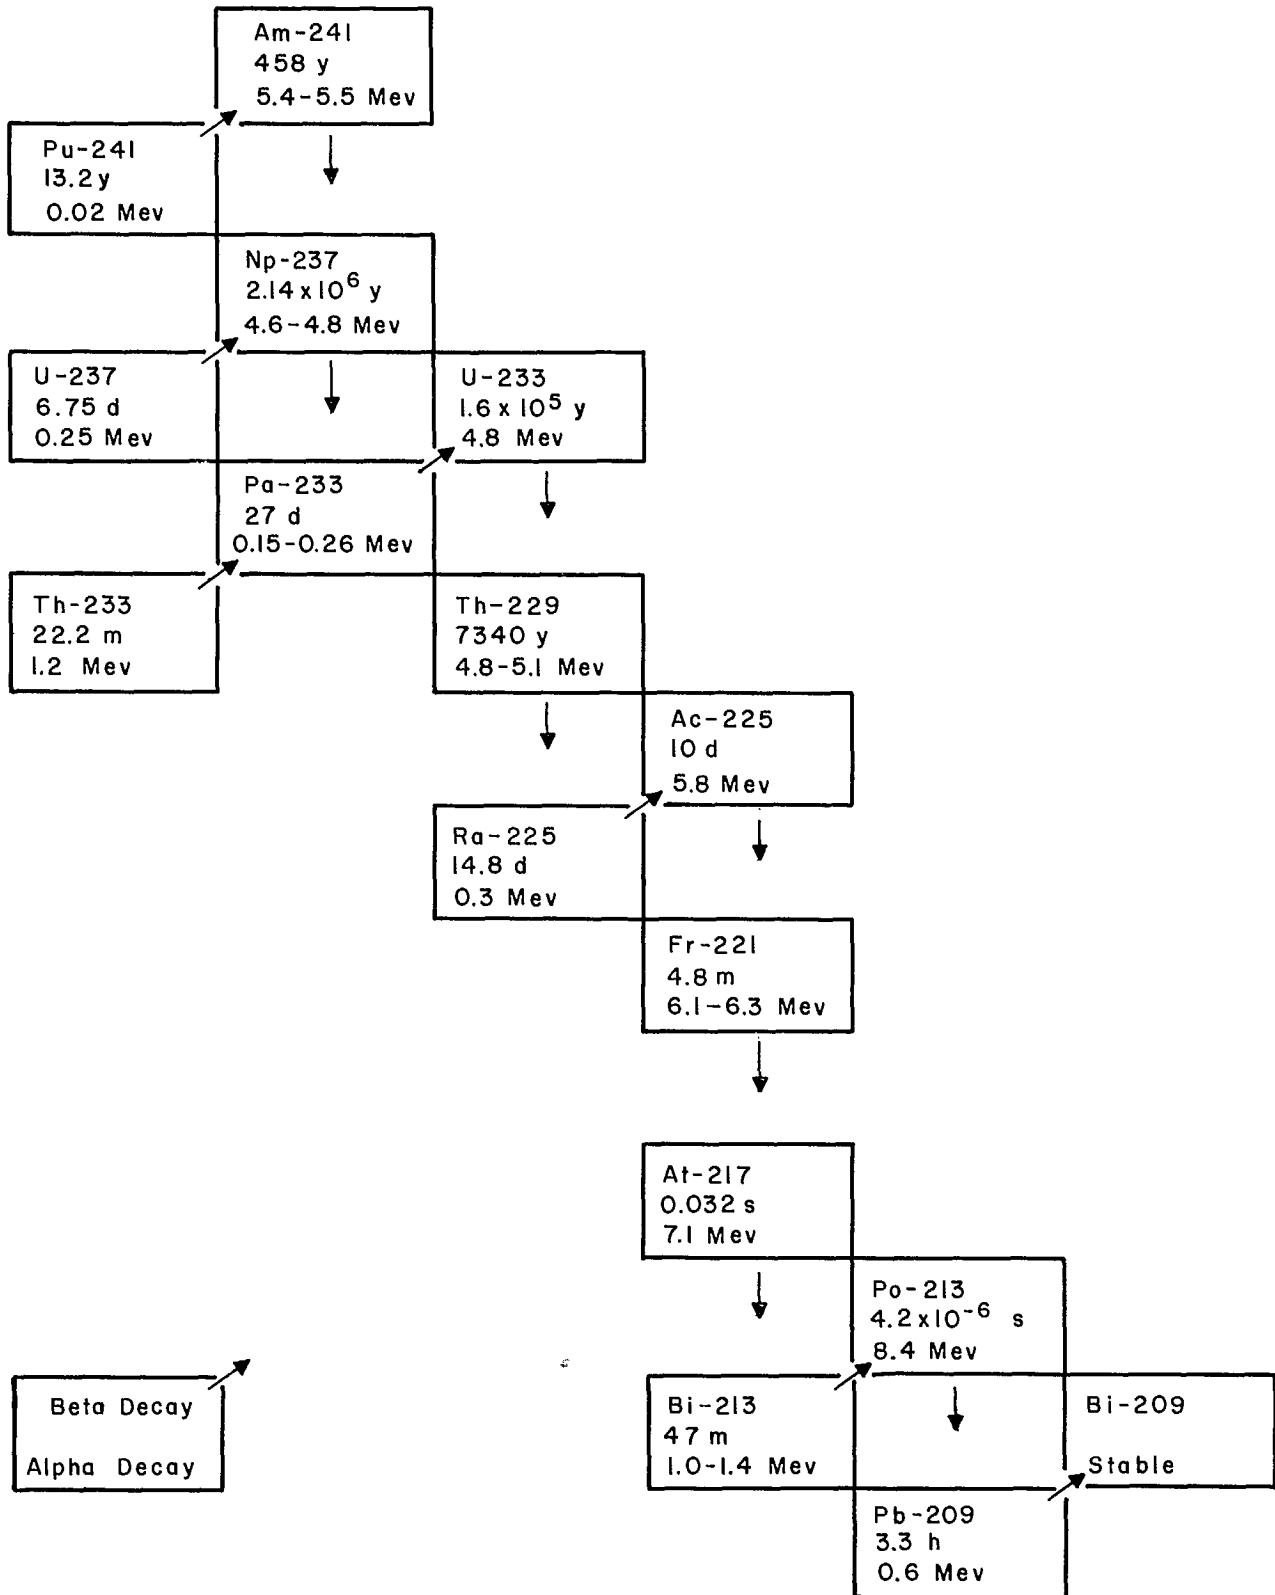 Am-241
458 y
5.4-5.5 Mev
Pu-241
13.2 y
0.02 Mev
Np-237
2.14 x 10⁶ y
4.6-4.8 Mev
U-237
6.75 d
0.25 Mev
U-233
1.6 x 10⁵ y
4.8 Mev
Pa-233
27 d
0.15-0.26 Mev
Th-233
22.2 m
1.2 Mev
Th-229
7340 y
4.8-5.1 Mev
Ac-225
10 d
5.8 Mev
Ra-225
14.8 d
0.3 Mev
Fr-221
4.8 m
6.1-6.3 Mev
At-217
0.032 s
7.1 Mev
Po-213
4.2 x 10⁻⁶ s
8.4 Mev
Beta Decay
Alpha Decay
Bi-213
47 m
1.0-1.4 Mev
Bi-209
Stable
Pb-209
3.3 h
0.6 Mev